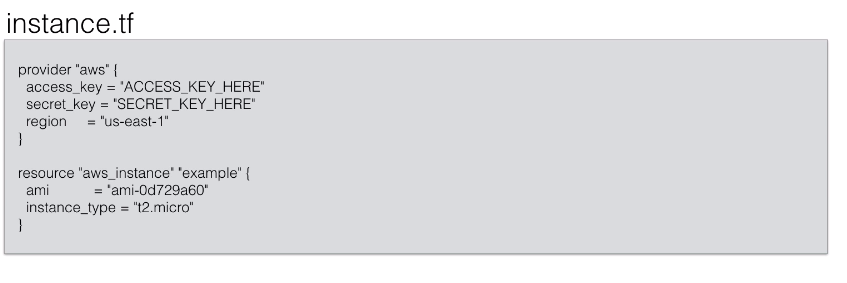 instance.tf
provider "aws" {
access_key = "ACCESS_KEY_HERE"
secret_key = "SECRET_KEY_HERE"
region = "us-east-1"
}
resource "aws_instance" "example" {
ami = "ami-0d729a60"
instance_type = "t2.micro"
}